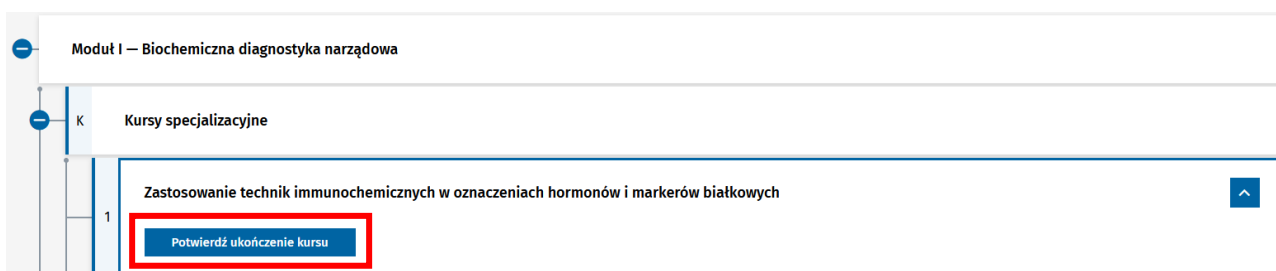 Moduł I — Biochemiczna diagnostyka narządowa
K
Kursy specjalizacyjne
1
Zastosowanie technik immunochemicznych w oznaczeniach hormonów i markerów białkowych
Potwierdź ukończenie kursu